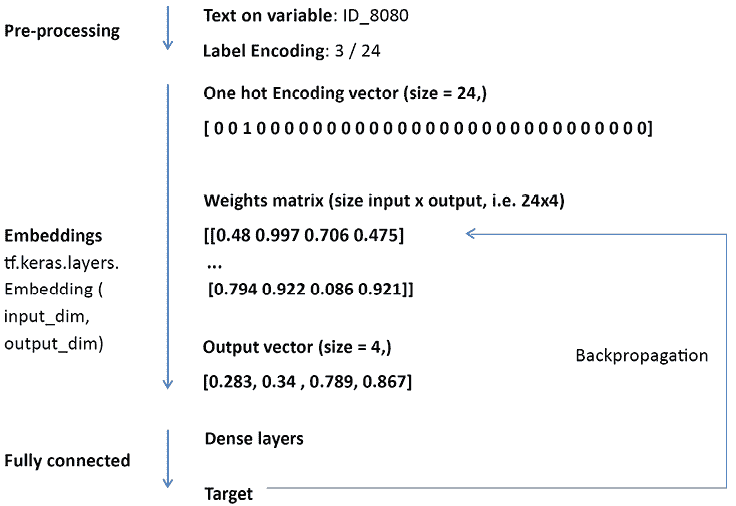 Pre-processing
Text on variable: ID_8080
Label Encoding: 3 / 24
One hot Encoding vector (size = 24,)
[ 0 0 1 0 0 0 0 0 0 0 0 0 0 0 0 0 0 0 0 0 0 0 0 0 0 0 0 0 0 0 0]
Weights matrix (size input x output, i.e. 24x4)
[[0.48 0.997 0.706 0.475]
...
[0.794 0.922 0.086 0.921]]
Embeddings
tf.keras.layers.
Embedding (
input_dim,
output_dim)
Output vector (size = 4,)
[0.283, 0.34 , 0.789, 0.867]
Backpropagation
Fully connected
Dense layers
Target